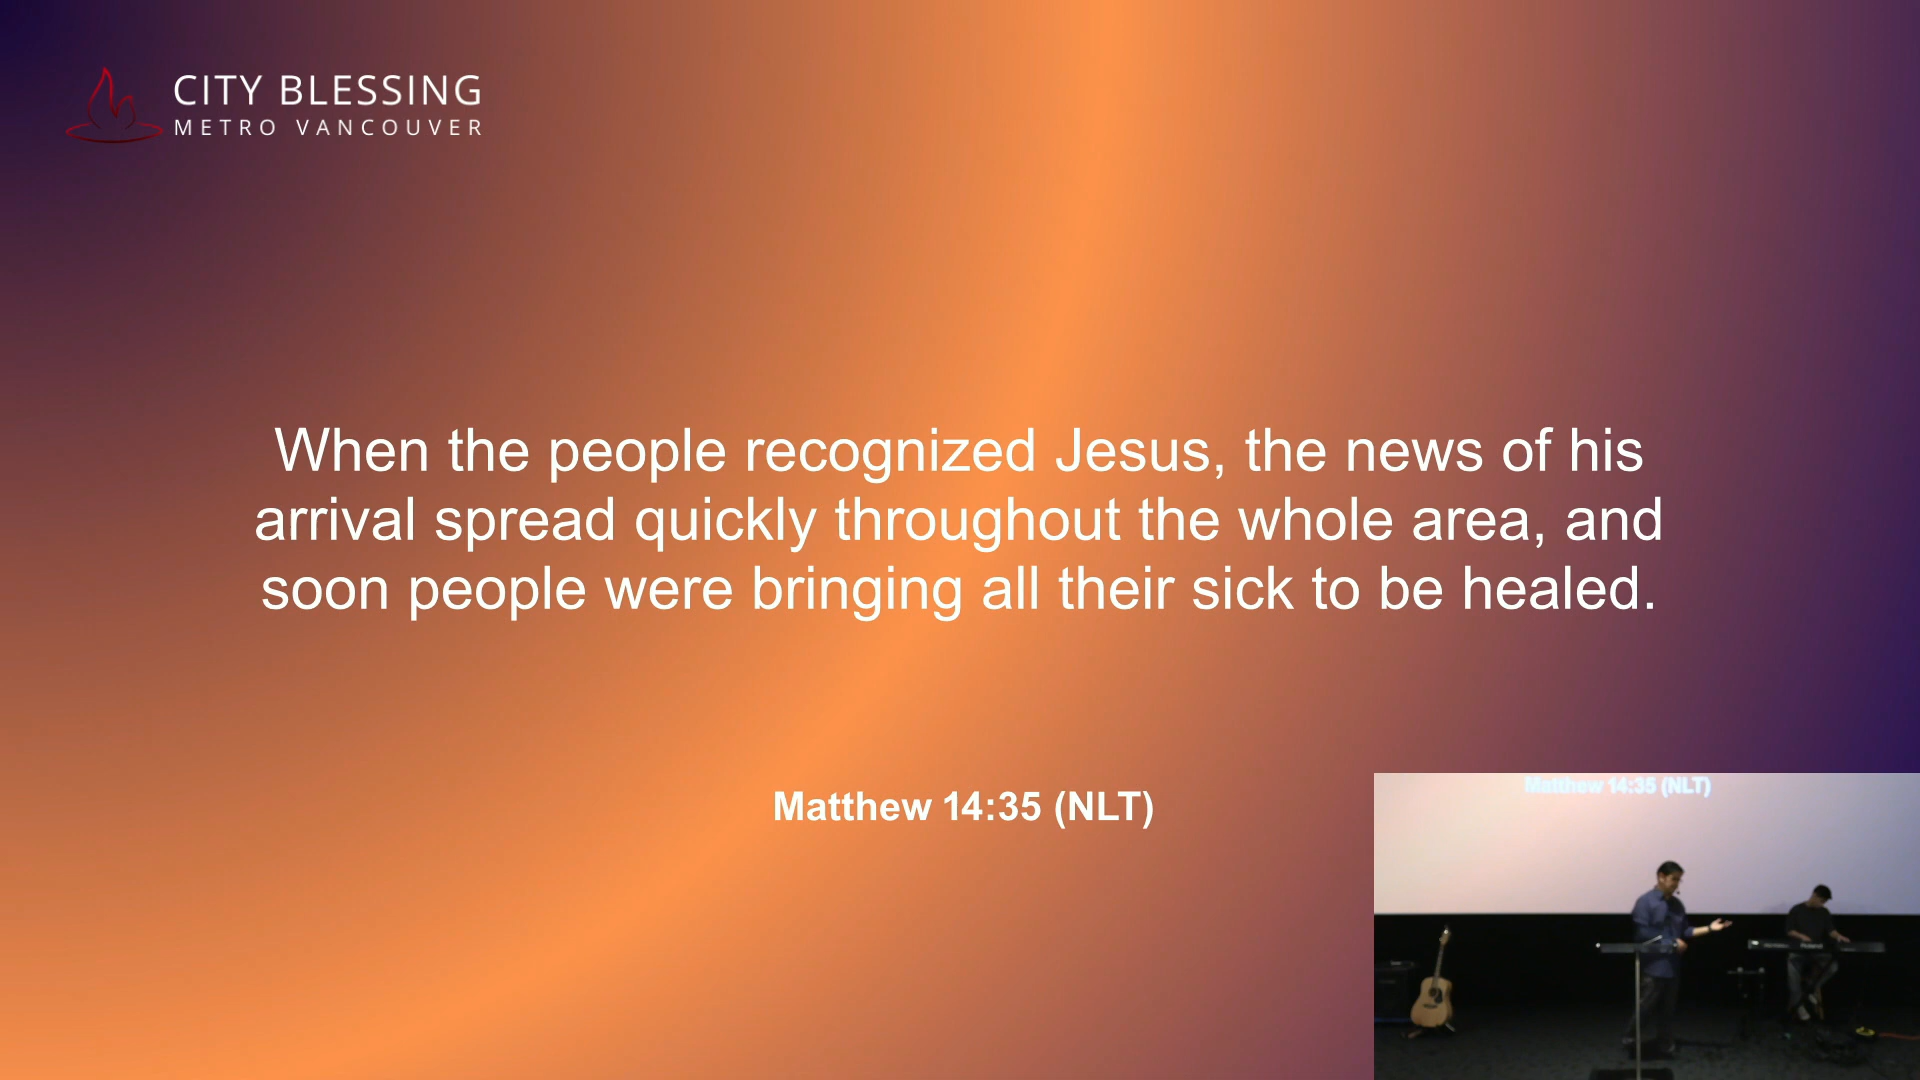 CITY BLESSING
METRO VANCOUVER
When the people recognized Jesus, the news of his
arrival spread quickly throughout the whole area, and
soon people were bringing all their sick to be healed.
Matthew 14:35 (NLT)
Matthew 14:35 (NLT)